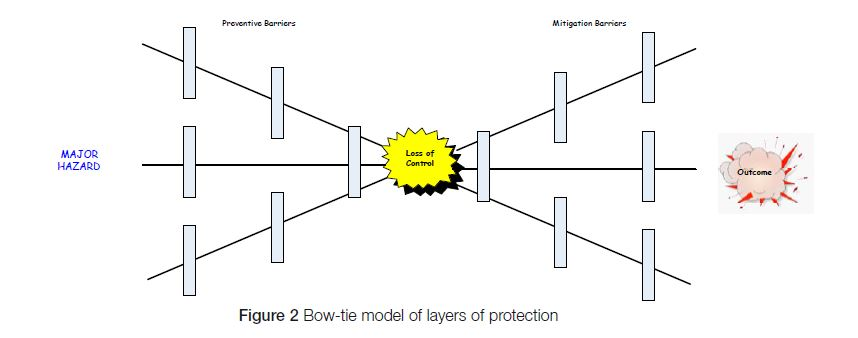 Preventive Barriers
Mitigation Barriers
MAJOR
HAZARD
Loss of
Control
Outcome
Figure 2 Bow-tie model of layers of protection